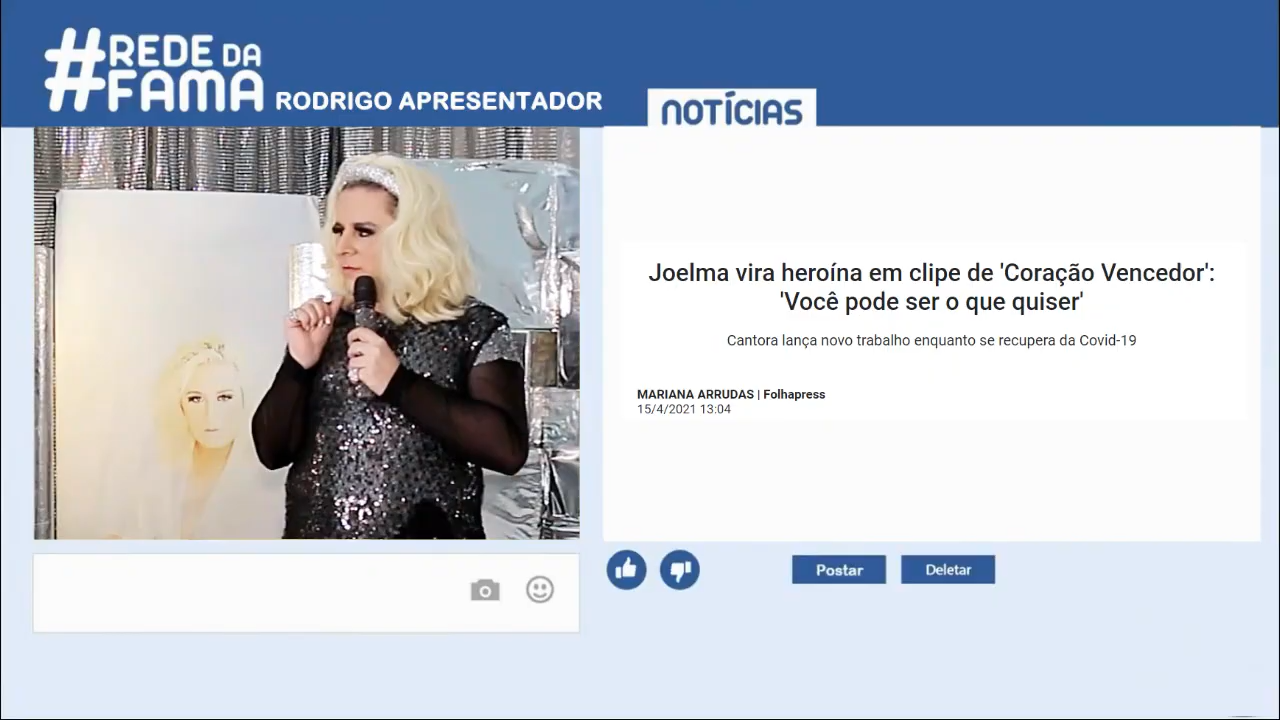 #REDE DA
FAMA RODRIGO APRESENTADOR
NOTÍCIAS
Joelma vira heroína em clipe de 'Coração Vencedor':
'Você pode ser o que quiser'
Cantora lança novo trabalho enquanto se recupera da Covid-19
MARIANA ARRUDAS | Folhapress
15/4/2021 13:04
Postar
Deletar